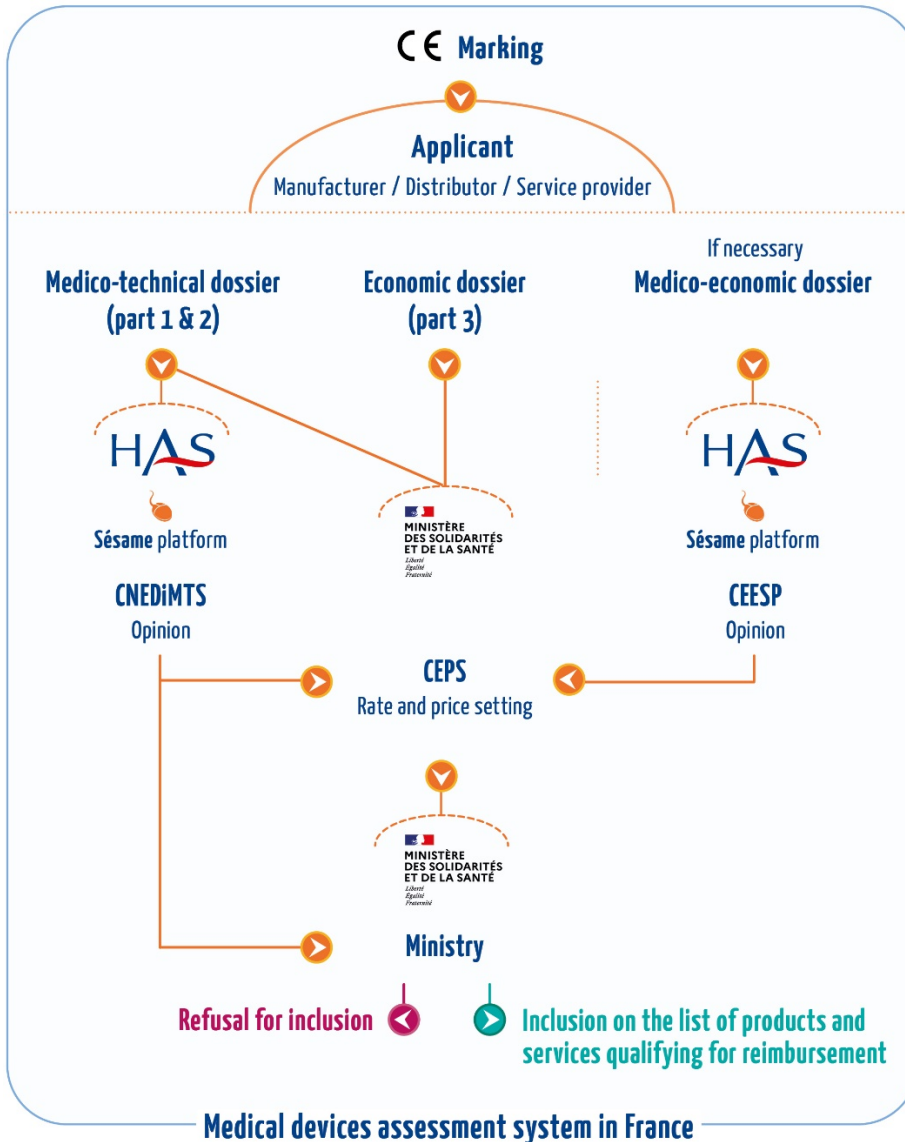 CE Marking
Applicant
Manufacturer / Distributor / Service provider
Medico-technical dossier
(part 1 & 2)
Economic dossier
(part 3)
If necessary
Medico-economic dossier
HAS
Sésame platform
CNEDiMTS
Opinion
MINISTÈRE
DES SOLIDARITÉS
ET DE LA SANTÉ
Liberté
Égalité
Fraternité
HAS
Sésame platform
CEESP
Opinion
CEPS
Rate and price setting
MINISTÈRE
DES SOLIDARITÉS
ET DE LA SANTÉ
Liberté
Égalité
Fraternité
Ministry
Refusal for inclusion
Inclusion on the list of products and
services qualifying for reimbursement
Medical devices assessment system in France